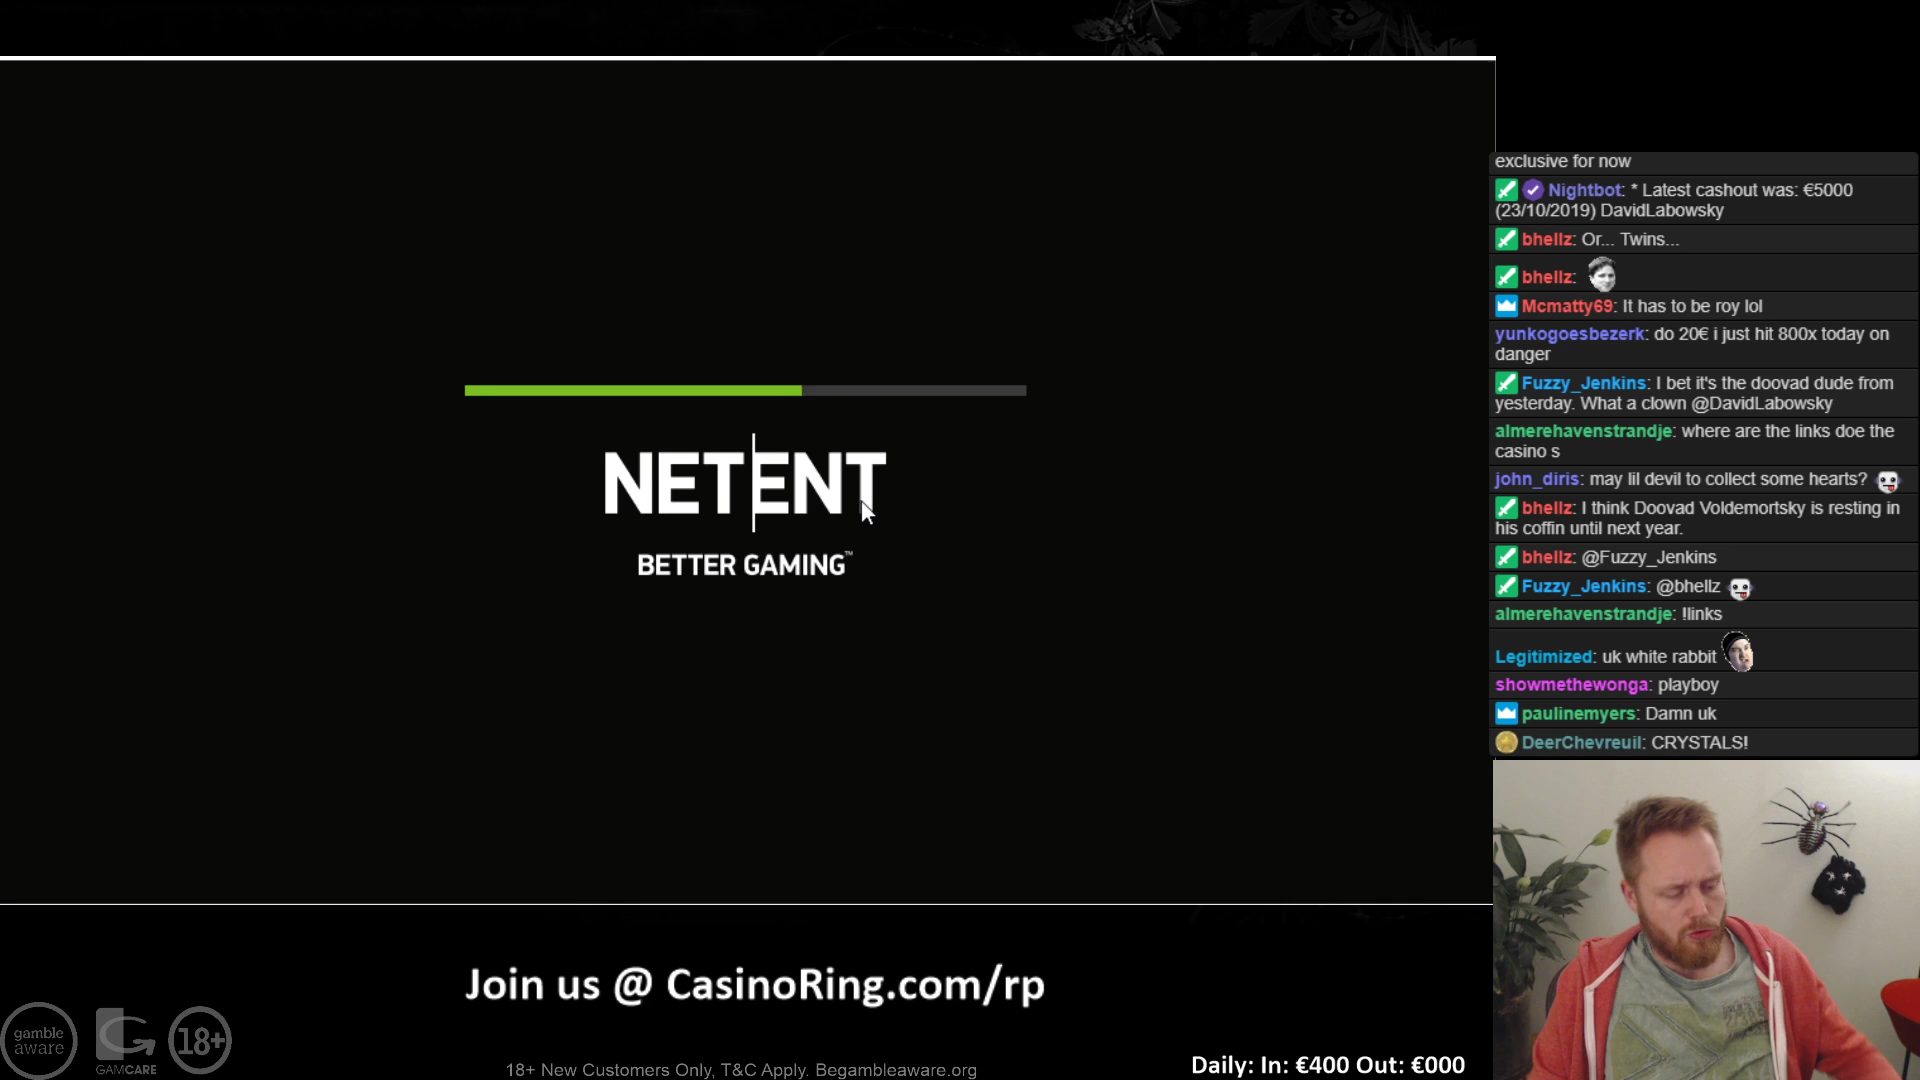 NETENT
BETTER GAMING™
exclusive for now
Nightbot: * Latest cashout was: €5000
(23/10/2019) DavidLabowsky
bhellz: Or... Twins...
bhellz:
Mcmatty69: It has to be roy lol
yunkogoesbezerk: do 20€ i just hit 800x today on
danger
Fuzzy_Jenkins: I bet it's the doovad dude from
yesterday. What a clown @DavidLabowsky
almerehavenstrandje: where are the links doe the
casino s
john_diris: may lil devil to collect some hearts?
bhellz: I think Doovad Voldemortsky is resting in
his coffin until next year.
bhellz: @Fuzzy_Jenkins
Fuzzy_Jenkins: @bhellz
almerehavenstrandje: !links
Legitimized: uk white rabbit
showmethewonga: playboy
paulinemyers: Damn uk
DeerChevreuil: CRYSTALS!
Join us @ CasinoRing.com/rp
gamble
aware
GAMCARE
18+
18+ New Customers Only, T&C Apply. Begambleaware.org
Daily: In: €400 Out: €000